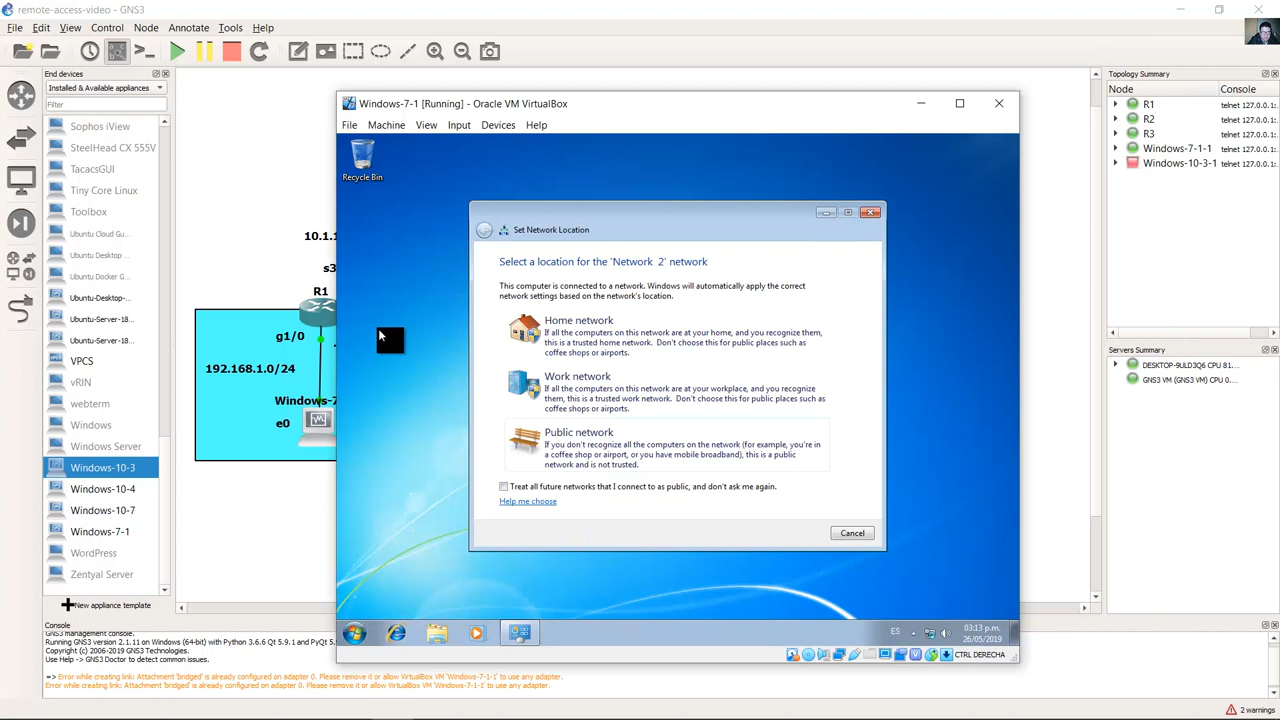 remote-access-video - GNS3
File Edit View Control Node Annotate Tools Help
End devices
Installed & Available appliances
Filter
Sophos iView
SteelHead CX 555V
TacacsGUI
Tiny Core Linux
Toolbox
Ubuntu Cloud Gu...
Ubuntu Desktop ...
Ubuntu Docker G...
Ubuntu-Desktop-...
Ubuntu-Server-18...
Ubuntu-Server-18...
VPCS
vRIN
webterm
Windows
Windows Server
Windows-10-3
Windows-10-4
Windows-10-7
Windows-7-1
WordPress
Zentyal Server
New appliance template
10.1.1
s3
R1
g1/0
192.168.1.0/24
Windows-7
e0
Windows-7-1 [Running] - Oracle VM VirtualBox
File Machine View Input Devices Help
Recycle Bin
Set Network Location
Select a location for the 'Network 2' network
This computer is connected to a network. Windows will automatically apply the correct
network settings based on the network's location.
Home network
If all the computers on this network are at your home, and you recognize them,
this is a trusted home network. Don't choose this for public places such as
coffee shops or airports.
Work network
If all the computers on this network are at your workplace, and you recognize
them, this is a trusted work network. Don't choose this for public places such as
coffee shops or airports.
Public network
If you don't recognize all the computers on the network (for example, you're in
a coffee shop or airport, or you have mobile broadband), this is a public
network and is not trusted.
Treat all future networks that I connect to as public, and don't ask me again.
Help me choose
Cancel
ES
03:13 p.m.
26/05/2019
CTRL DERECHA
Topology Summary
Node Console
R1 telnet 127.0.0.1:
R2 telnet 127.0.0.1:
R3 telnet 127.0.0.1:
Windows-7-1-1 telnet 127.0.0.1:
Windows-10-3-1 telnet 127.0.0.1:
Servers Summary
DESKTOP-9ULD3Q6 CPU 81....
GNS3 VM (GNS3 VM) CPU 0....
Console
GNS3 management console.
Running GNS3 version 2.1.11 on Windows (64-bit) with Python 3.6.6 Qt 5.9.1 and PyQt 5.
Copyright (c) 2006-2019 GNS3 Technologies.
Use Help -> GNS3 Doctor to detect common issues.
=> Error while creating link: Attachment 'bridged' is already configured on adapter 0. Please remove it or allow VirtualBox VM 'Windows-7-1-1' to use any adapter.
Error while creating link: Attachment 'bridged' is already configured on adapter 0. Please remove it or allow VirtualBox VM 'Windows-7-1-1' to use any adapter.
2 warnings